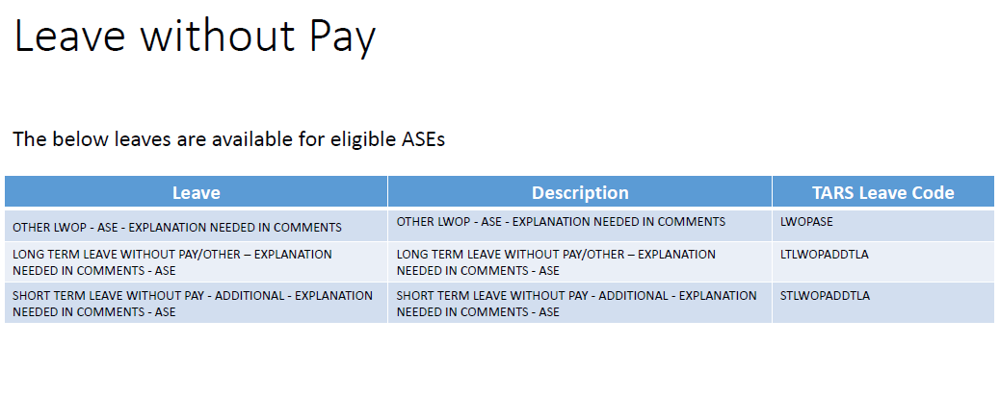 Leave without Pay
The below leaves are available for eligible ASEs
Leave Description TARS Leave Code
OTHER LWOP - ASE - EXPLANATION NEEDED IN COMMENTS OTHER LWOP - ASE - EXPLANATION NEEDED IN COMMENTS LWOPASE
LONG TERM LEAVE WITHOUT PAY/OTHER – EXPLANATION LONG TERM LEAVE WITHOUT PAY/OTHER – EXPLANATION LTLWOPADDTLA
NEEDED IN COMMENTS - ASE NEEDED IN COMMENTS - ASE
SHORT TERM LEAVE WITHOUT PAY - ADDITIONAL - EXPLANATION SHORT TERM LEAVE WITHOUT PAY - ADDITIONAL - EXPLANATION STLWOPADDTLA
NEEDED IN COMMENTS - ASE NEEDED IN COMMENTS - ASE